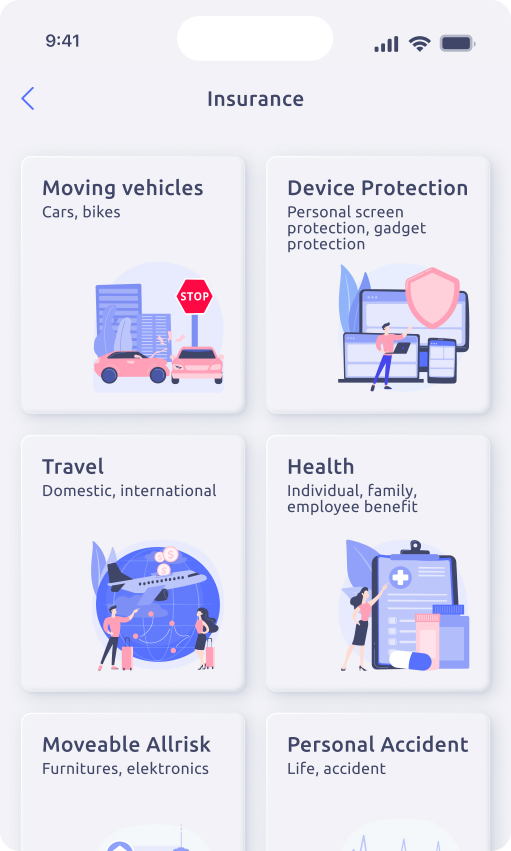 9:41
Insurance
Moving vehicles
Cars, bikes
STOP
Device Protection
Personal screen
protection, gadget
protection
Travel
Domestic, international
$
$
$
Health
Individual, family,
employee benefit
Moveable Allrisk
Furnitures, elektronics
Personal Accident
Life, accident